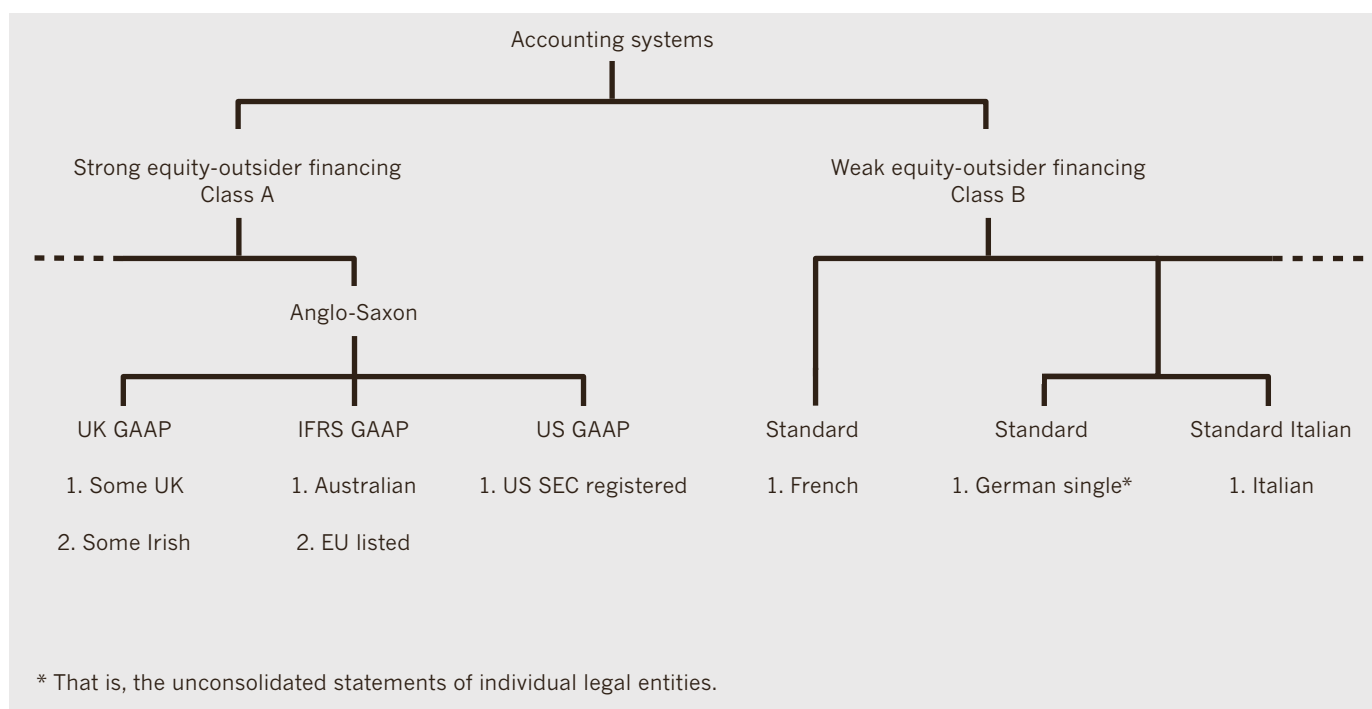 Accounting systems
Strong equity-outsider financing
Class A
Weak equity-outsider financing
Class B
Anglo-Saxon
UK GAAP
IFRS GAAP
US GAAP
Standard
Standard
Standard Italian
1. Some UK
1. Australian
1. US SEC registered
1. French
1. German single*
1. Italian
2. Some Irish
2. EU listed
* That is, the unconsolidated statements of individual legal entities.